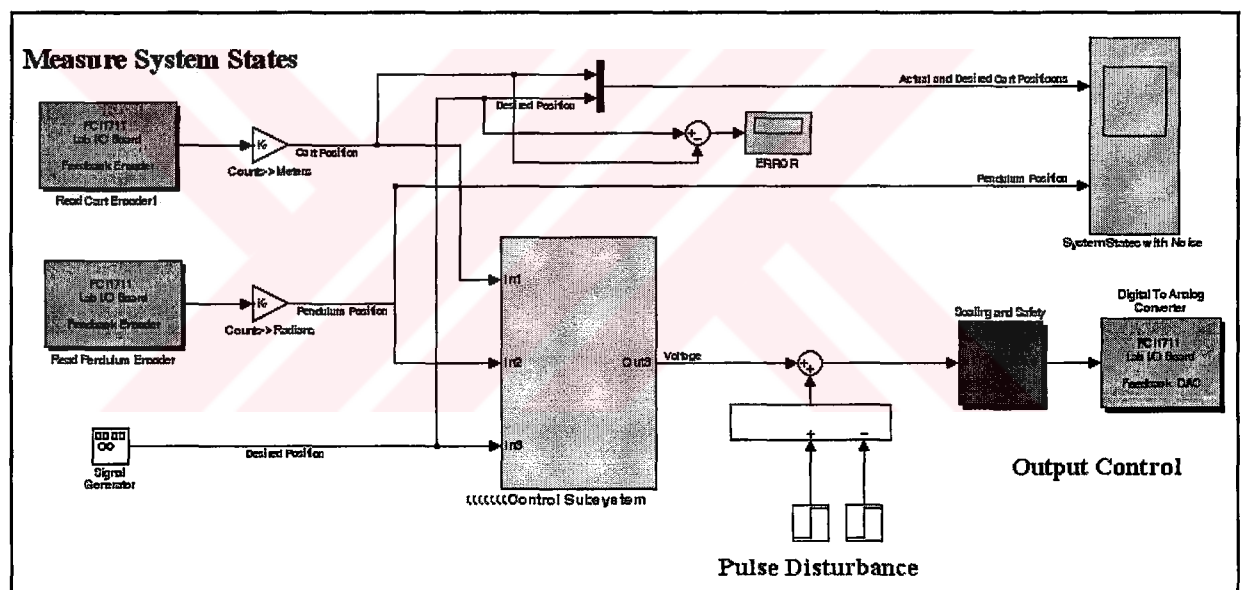 Measure System States
PCI1711
Lab I/O Board
Feedback Encoder
Read Cart Encoder1
K-
Counts->Meters
Cart Position
Desired Position
ERROR
Actual and Desired Cart Positions
Pendulum Position
System States with Noise
PCI1711
Lab I/O Board
Feedback Encoder
Read Pendulum Encoder
K-
Counts->Radians
Pendulum Position
Signal
Generator
Desired Position
In1
In2
In3
Out3
Control Subsystem
Voltage
Scaling and Safety
Digital To Analog
Converter
PCI1711
Lab I/O Board
Feedback DAC
Output Control
Pulse Disturbance